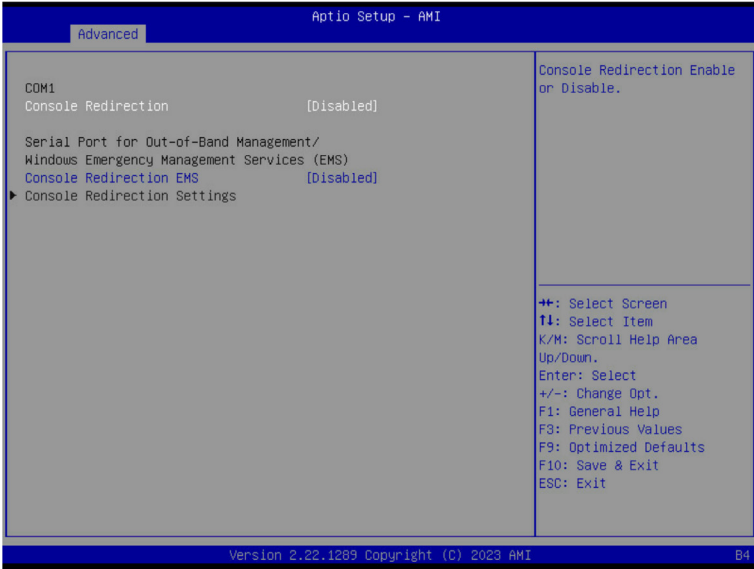 Aptio Setup – AMI
Advanced
COM1
Console Redirection [Disabled]
Serial Port for Out-of-Band Management/
Windows Emergency Management Services (EMS)
Console Redirection EMS [Disabled]
▶ Console Redirection Settings
Console Redirection Enable
or Disable.
→←: Select Screen
↑↓: Select Item
K/M: Scroll Help Area
Up/Down.
Enter: Select
+/-: Change Opt.
F1: General Help
F3: Previous Values
F9: Optimized Defaults
F10: Save & Exit
ESC: Exit
Version 2.22.1289 Copyright (C) 2023 AMI
B4